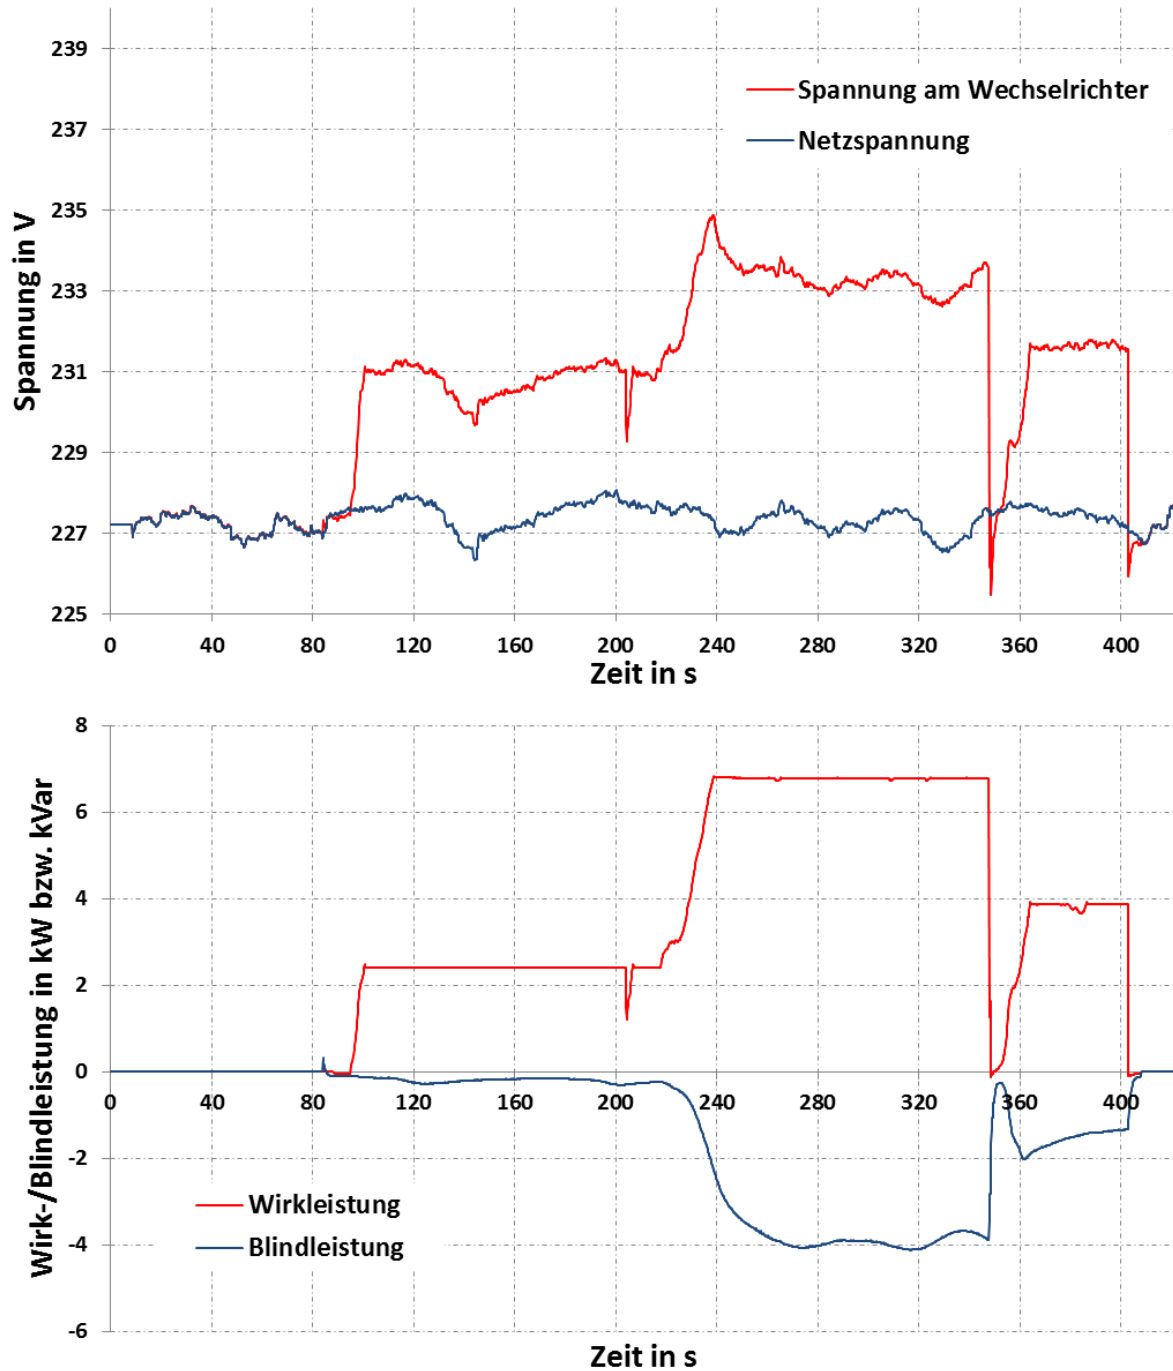 239
237
235
233
231
229
227
225
Spannung in V
Spannung am Wechselrichter
Netzspannung
0 40 80 120 160 200 240 280 320 360 400
Zeit in s
8
6
4
2
0
-2
-4
-6
Wirk-/Blindleistung in kW bzw. kVar
0 40 80 120 160 200 240 280 320 360 400
Wirkleistung
Blindleistung
Zeit in s